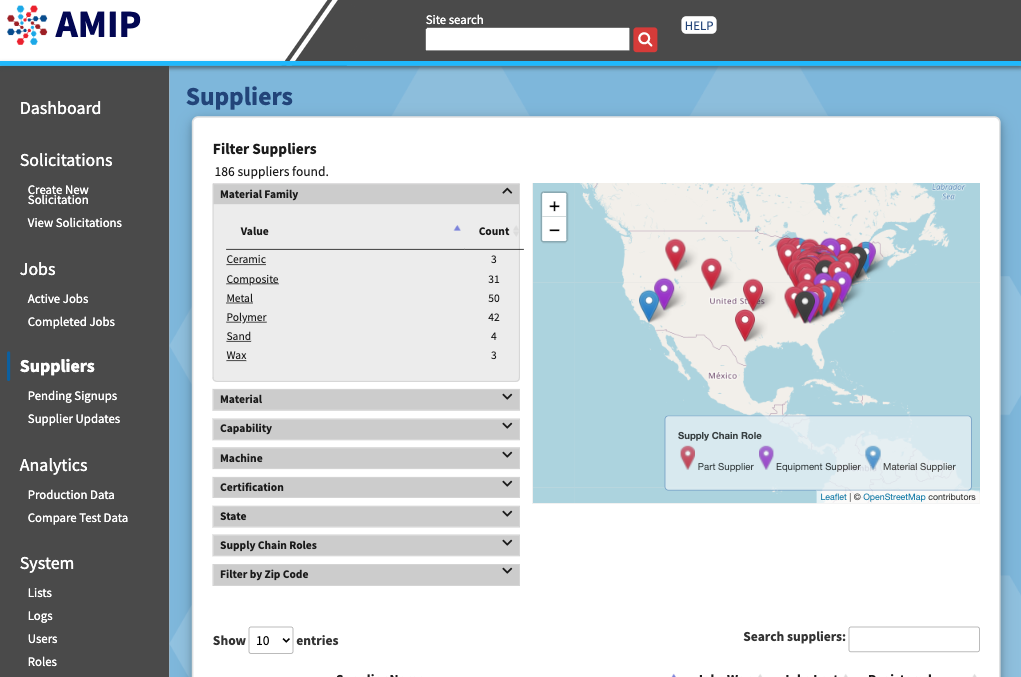 AMIP
Site search
HELP
Dashboard
Solicitations
Create New
Solicitation
View Solicitations
Jobs
Active Jobs
Completed Jobs
Suppliers
Pending Signups
Supplier Updates
Analytics
Production Data
Compare Test Data
System
Lists
Logs
Users
Roles
Suppliers
Filter Suppliers
186 suppliers found.
Material Family
Value Count
Ceramic 3
Composite 31
Metal 50
Polymer 42
Sand 4
Wax 3
Material
Capability
Machine
Certification
State
Supply Chain Roles
Filter by Zip Code
+
−
Labrador
Sea
United States
México
Supply Chain Role
Part Supplier Equipment Supplier Material Supplier
Leaflet | © OpenStreetMap contributors
Show 10 entries
Search suppliers: